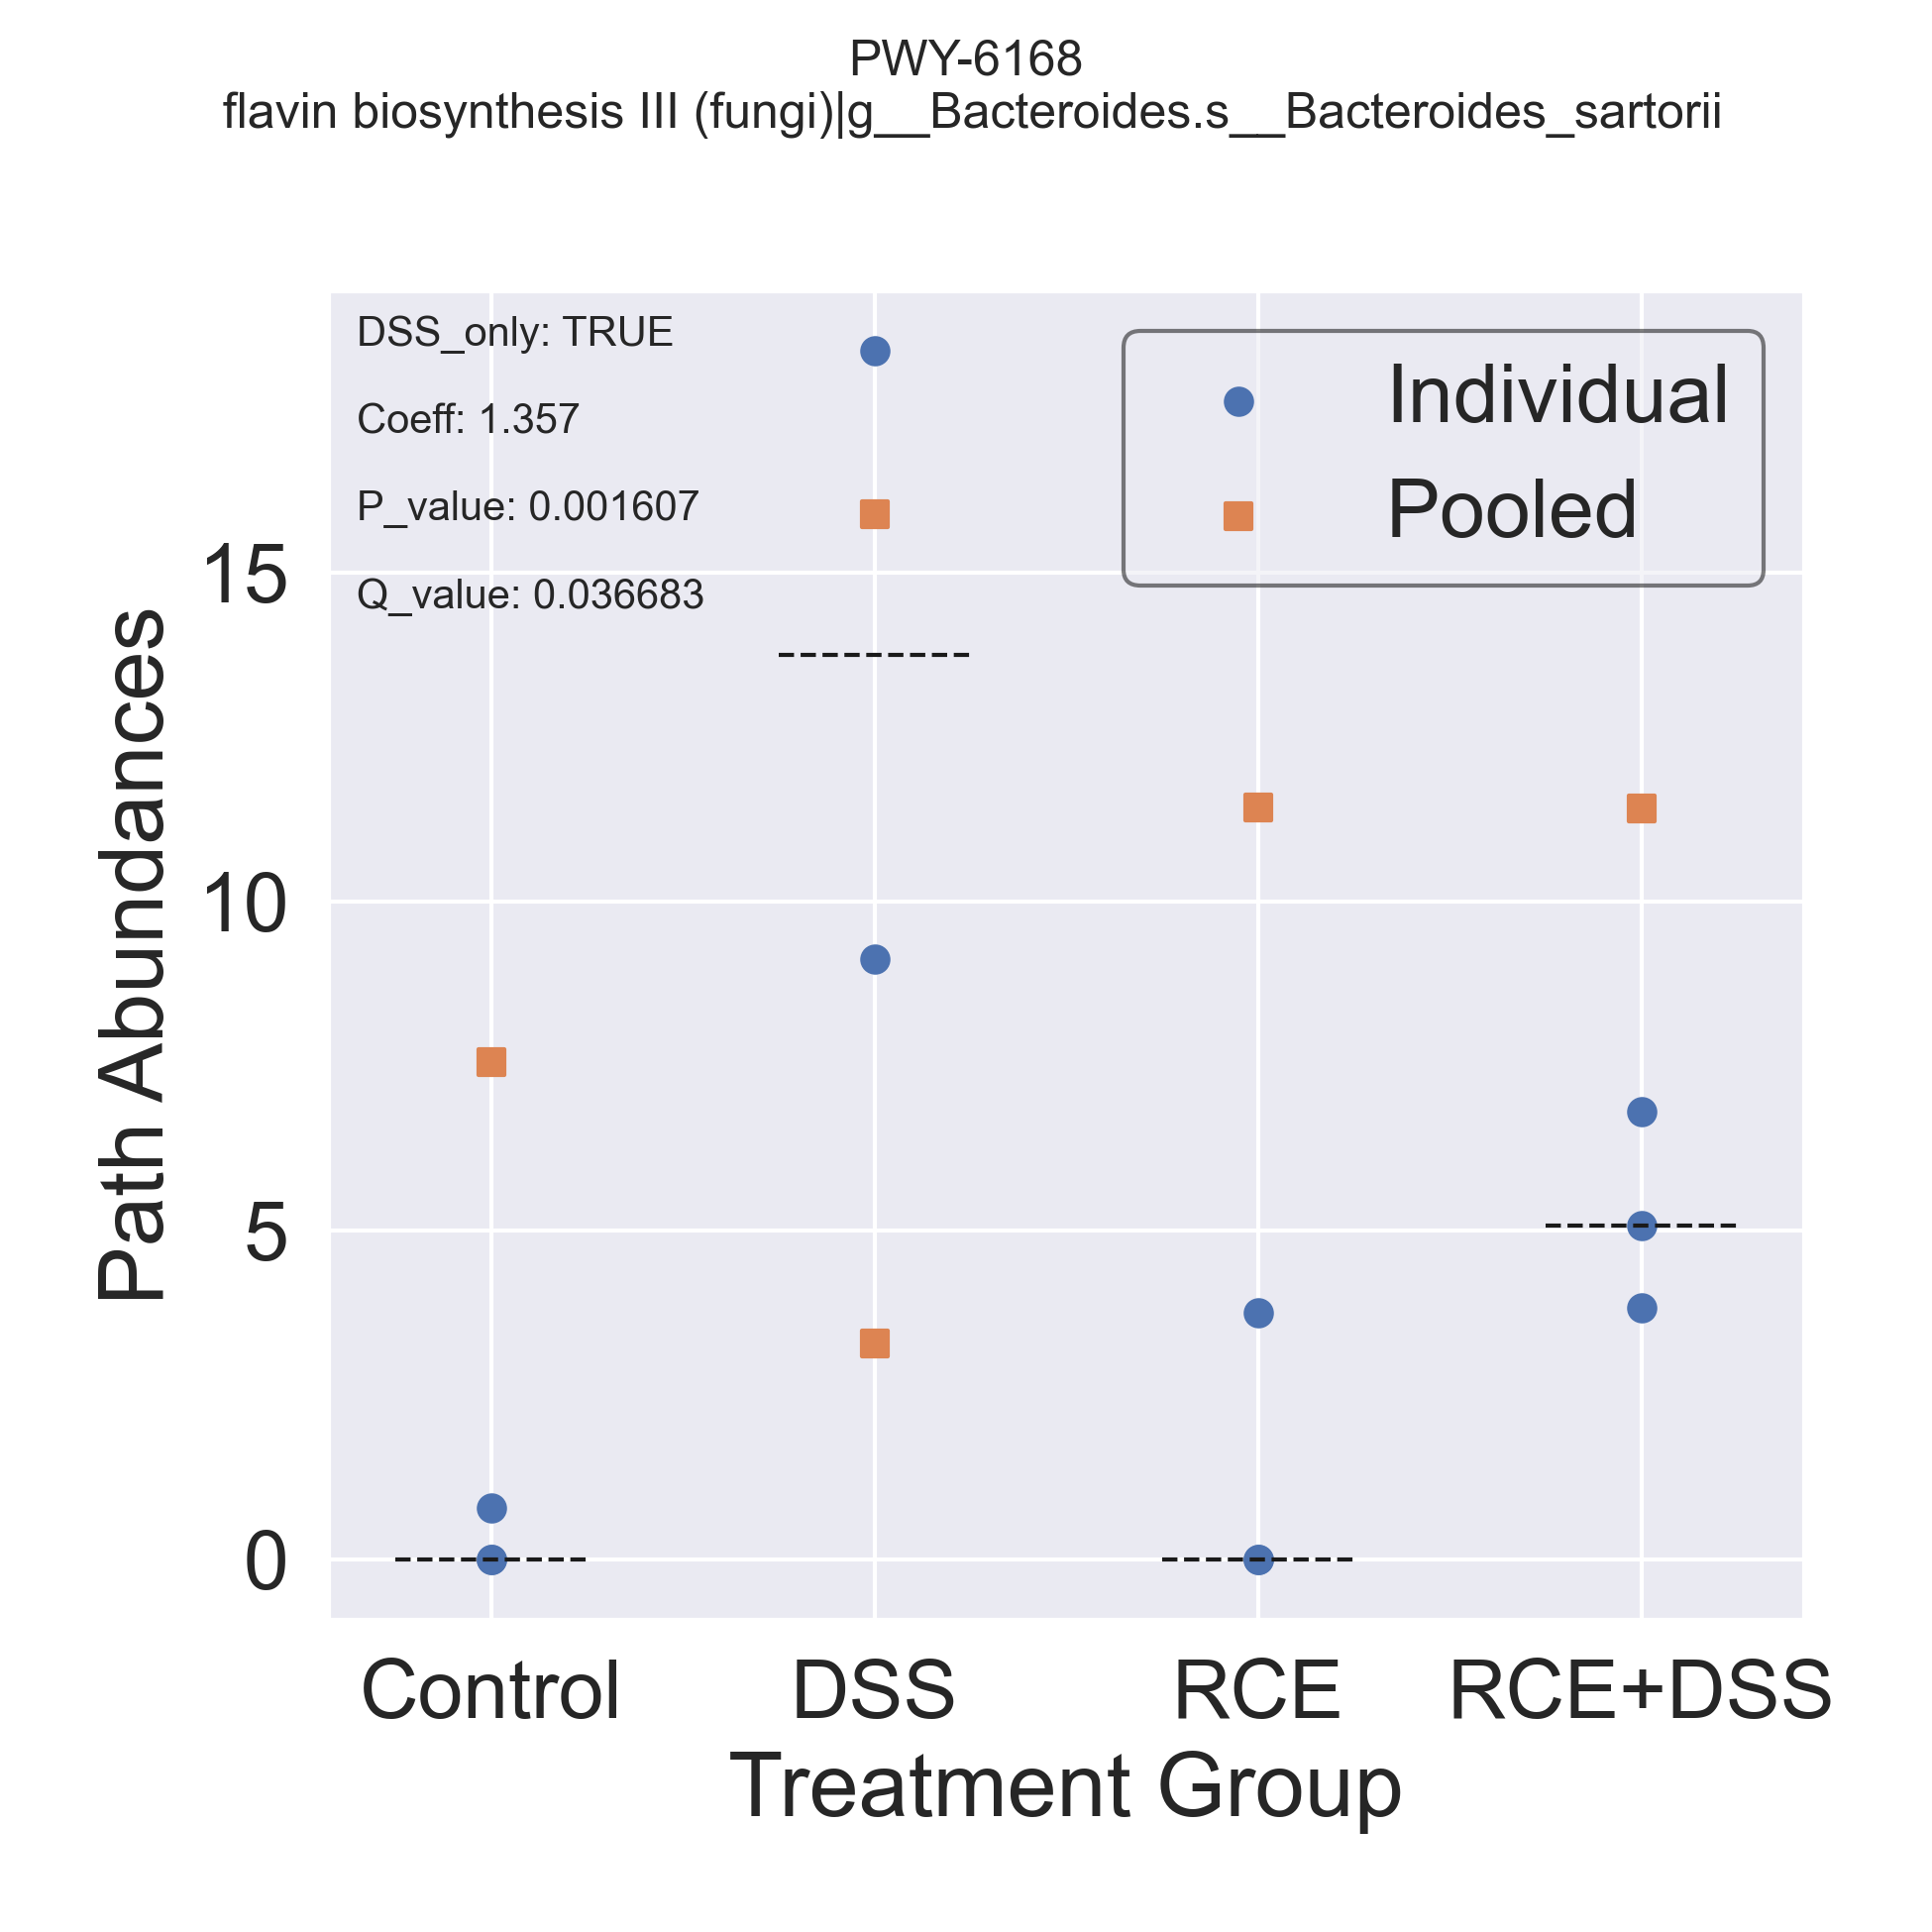 PWY-6168
flavin biosynthesis III (fungi)|g__Bacteroides.s__Bacteroides_sartorii
DSS_only: TRUE
Coeff: 1.357
P_value: 0.001607
Q_value: 0.036683
Individual
Pooled
Path Abundances
15
10
5
0
Control DSS RCE RCE+DSS
Treatment Group